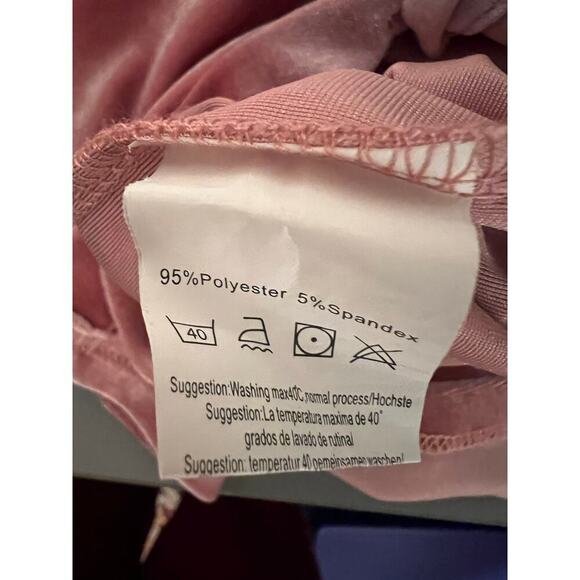 95%Polyester 5%Spandex
40
Suggestion:Washing max40C,normal process/Hochste
Suggestion:La temperatura maxima de 40°
grados de lavado de rutinal
Suggestion: temperatur 40 gemeinsamen waschen!